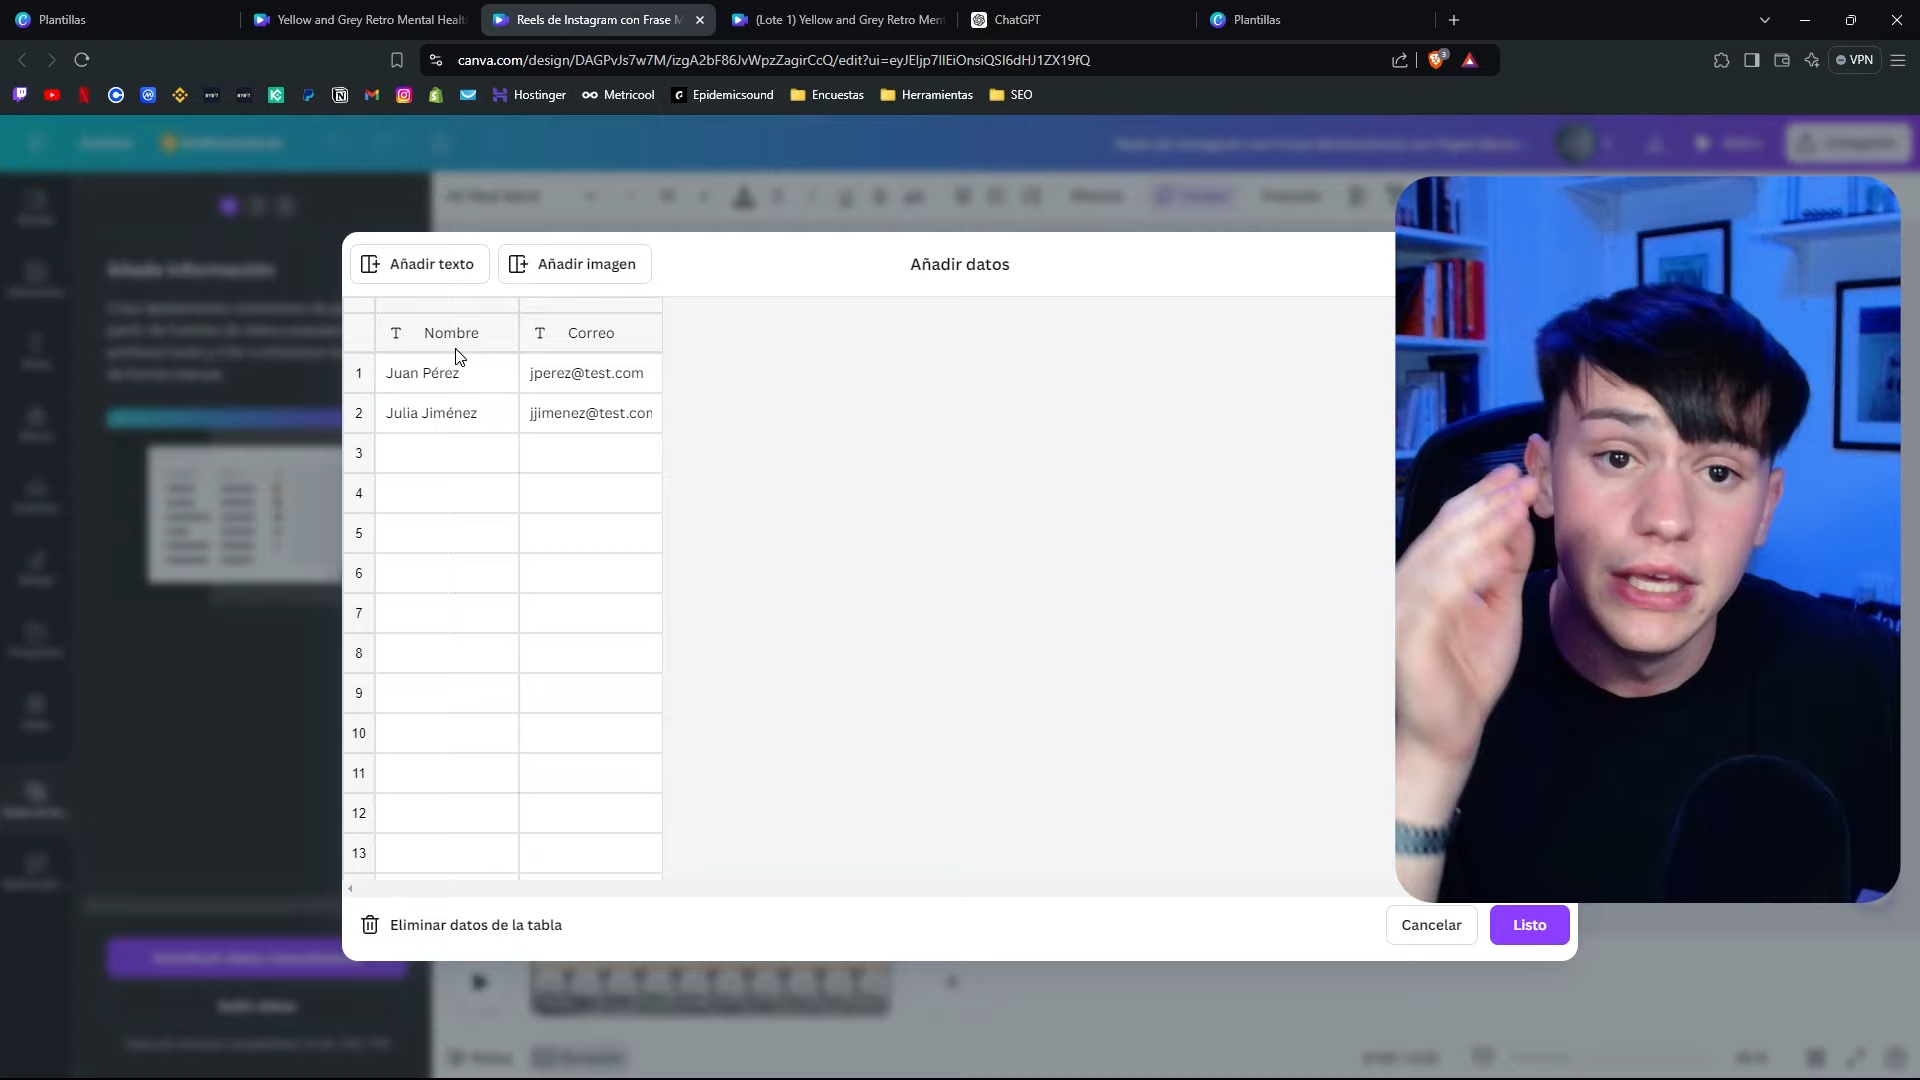 Plantillas
Yellow and Grey Retro Mental Healt
Reels de Instagram con Frase M
(Lote 1) Yellow and Grey Retro Men
ChatGPT
Plantillas
canva.com/design/DAGPvJs7w7M/izgA2bF86JvWpzZagirCcQ/edit?ui=eyJEIjp7IlEiOnsiQSI6dHJ1ZX19fQ
3
VPN
Hostinger
Metricool
Epidemicsound
Encuestas
Herramientas
SEO
Añadir texto
Añadir imagen
Añadir datos
Nombre
Correo
1 Juan Pérez jperez@test.com
2 Julia Jiménez jjimenez@test.con
3
4
5
6
7
8
9
10
11
12
13
Eliminar datos de la tabla
Cancelar
Listo